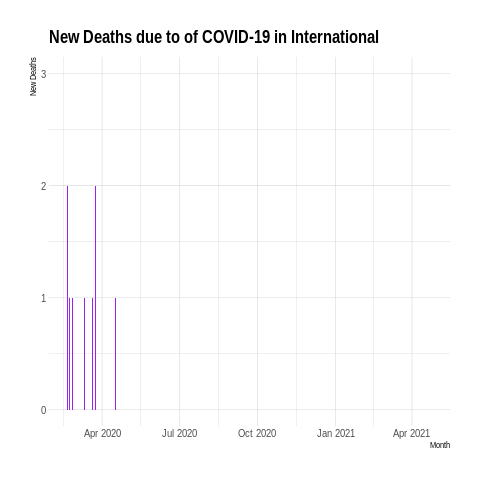 New Deaths due to of COVID-19 in International
New Deaths
3
2
1
0
Apr 2020 Jul 2020 Oct 2020 Jan 2021 Apr 2021
Month